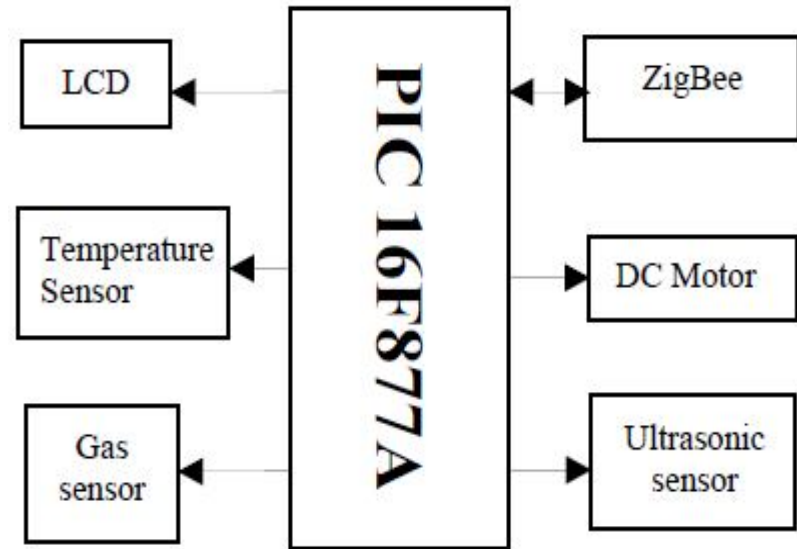 LCD
Temperature
Sensor
Gas
sensor
PIC 16F877A
ZigBee
DC Motor
Ultrasonic
sensor